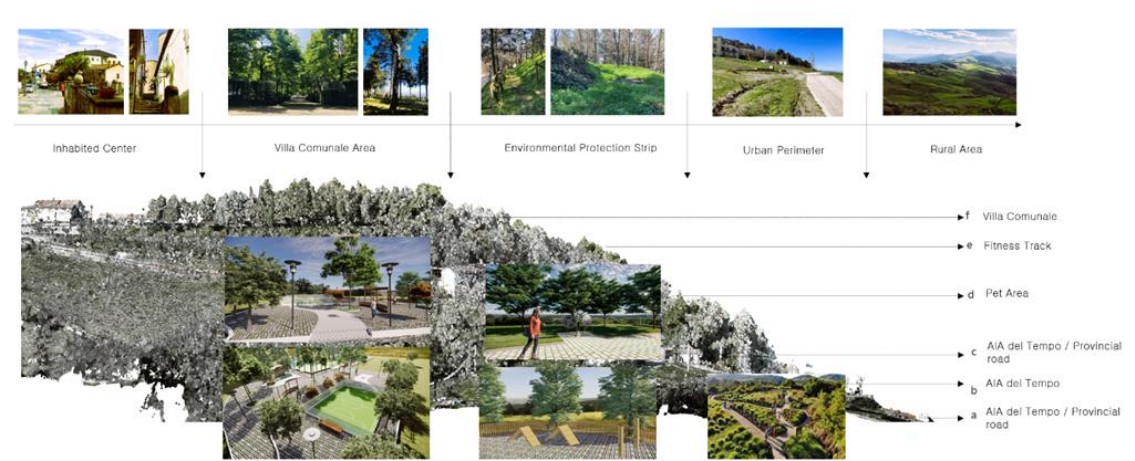 Inhabited Center
Villa Comunale Area
Environmental Protection Strip
Urban Perimeter
Rural Area
f Villa Comunale
e Fitness Track
d Pet Area
c AIA del Tempo / Provincial
road
b AIA del Tempo
a AIA del Tempo / Provincial
road